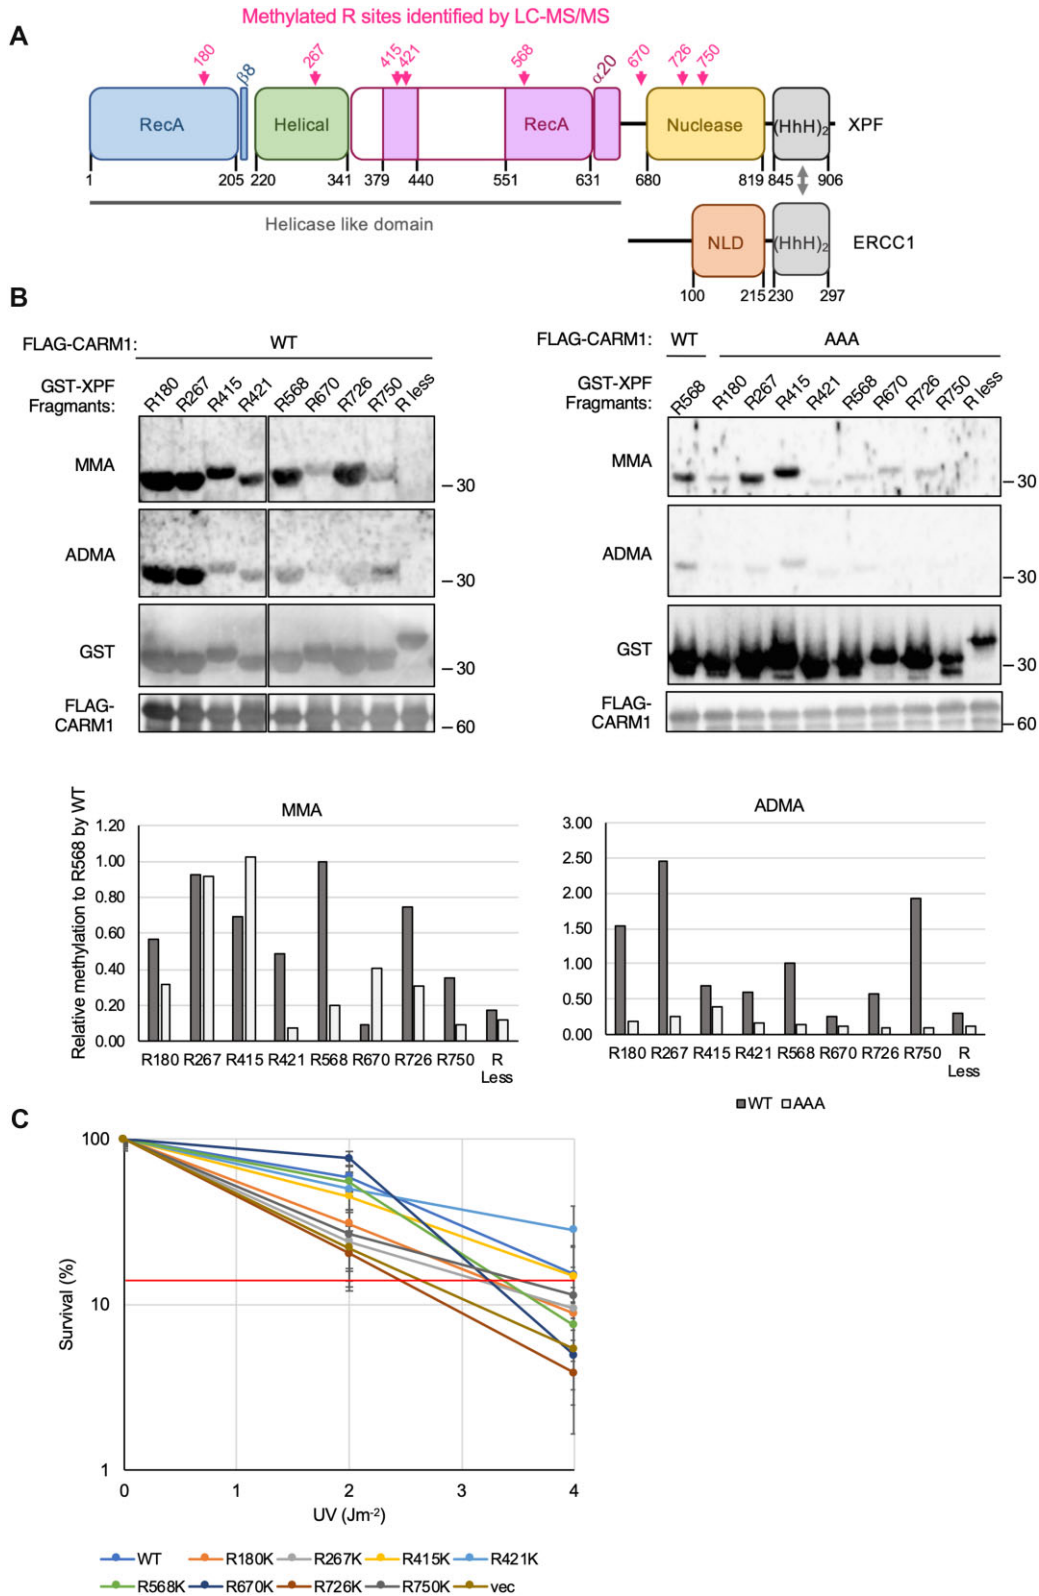 Methylated R sites identified by LC-MS/MS
A
180 267 415 421 568 670 726 750
β8 α20
RecA Helical RecA Nuclease (HhH)₂ XPF
1 205 220 341 379 440 551 631 680 819 845 906
Helicase like domain
NLD (HhH)₂ ERCC1
100 215 230 297
B
FLAG-CARM1: WT
GST-XPF Fragments: R180 R267 R415 R421 R568 R670 R726 R750 R less
MMA – 30
ADMA – 30
GST – 30
FLAG-CARM1 – 60
FLAG-CARM1: WT AAA
GST-XPF Fragments: R568 R180 R267 R415 R421 R568 R670 R726 R750 R less
MMA – 30
ADMA – 30
GST – 30
FLAG-CARM1 – 60
MMA
Relative methylation to R568 by WT
1.20
1.00
0.80
0.60
0.40
0.20
0.00
R180 R267 R415 R421 R568 R670 R726 R750 R Less
ADMA
3.00
2.50
2.00
1.50
1.00
0.50
0.00
R180 R267 R415 R421 R568 R670 R726 R750 R Less
WT AAA
C
Survival (%)
100
10
1
0 1 2 3 4
UV (Jm⁻²)
WT R180K R267K R415K R421K
R568K R670K R726K R750K vec